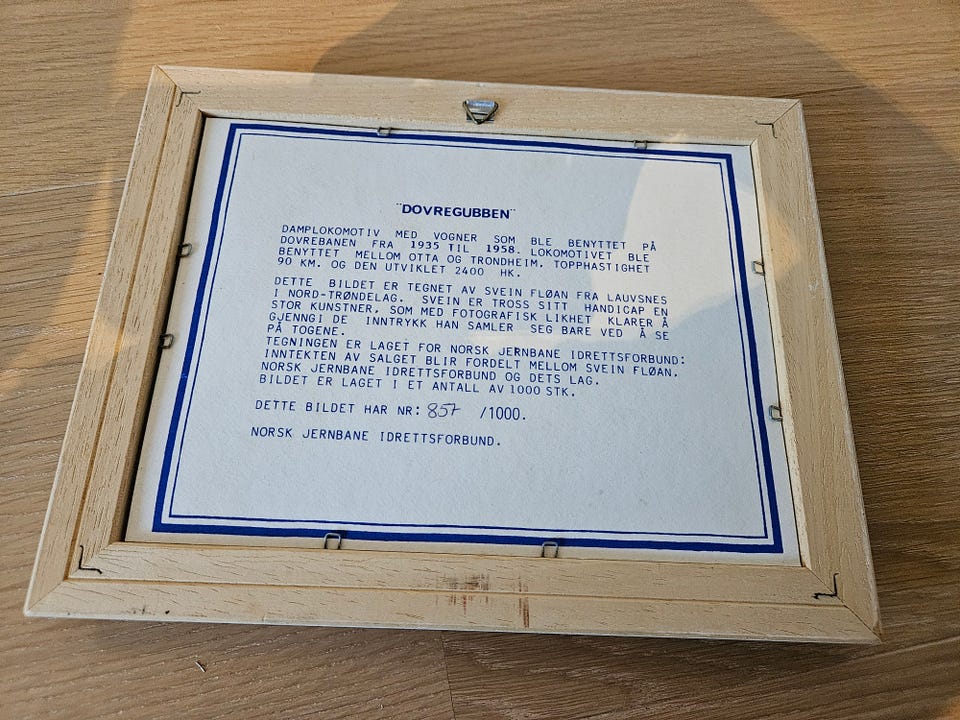 "DOVREGUBBEN"
DAMPLOKOMOTIV MED VOGNER SOM BLE BENYTTET PÅ
DOVREBANEN FRA 1935 TIL 1958. LOKOMOTIVET BLE
BENYTTET MELLOM OTTA OG TRONDHEIM. TOPPHASTIGHET
90 KM. OG DEN UTVIKLET 2400 HK.
DETTE BILDET ER TEGNET AV SVEIN FLØAN FRA LAUVSNES
I NORD-TRØNDELAG. SVEIN ER TROSS SITT HANDICAP EN
STOR KUNSTNER, SOM MED FOTOGRAFISK LIKHET KLARER Å
GJENNGI DE INNTRYKK HAN SAMLER SEG BARE VED Å SE
PÅ TOGENE.
TEGNINGEN ER LAGET FOR NORSK JERNBANE IDRETTSFORBUND:
INNTEKTEN AV SALGET BLIR FORDELT MELLOM SVEIN FLØAN,
NORSK JERNBANE IDRETTSFORBUND OG DETS LAG.
BILDET ER LAGET I ET ANTALL AV 1000 STK.
DETTE BILDET HAR NR: 857 /1000.
NORSK JERNBANE IDRETTSFORBUND.